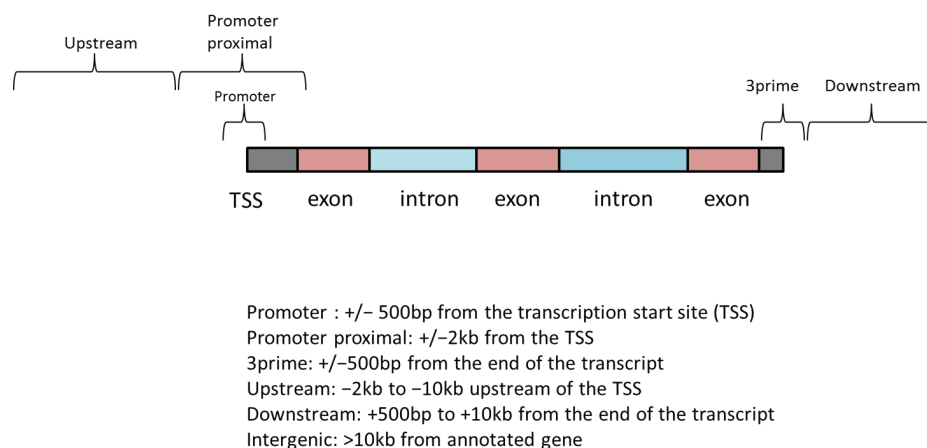 Promoter
proximal
Upstream
Promoter
3prime
Downstream
TSS
exon
intron
exon
intron
exon
Promoter : +/− 500bp from the transcription start site (TSS)
Promoter proximal: +/−2kb from the TSS
3prime: +/−500bp from the end of the transcript
Upstream: −2kb to −10kb upstream of the TSS
Downstream: +500bp to +10kb from the end of the transcript
Intergenic: >10kb from annotated gene